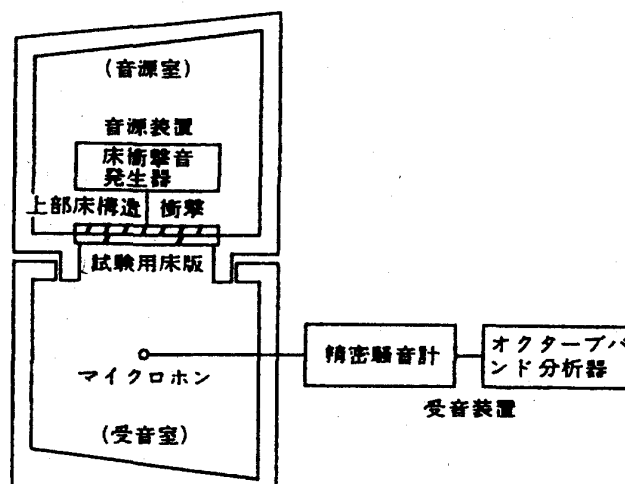 (音源室)
音源装置
床衝撃音
発生器
上部床構造
衝撃
試験用床版
マイクロホン
(受音室)
精密騒音計
オクターブバ
ンド分析器
受音装置